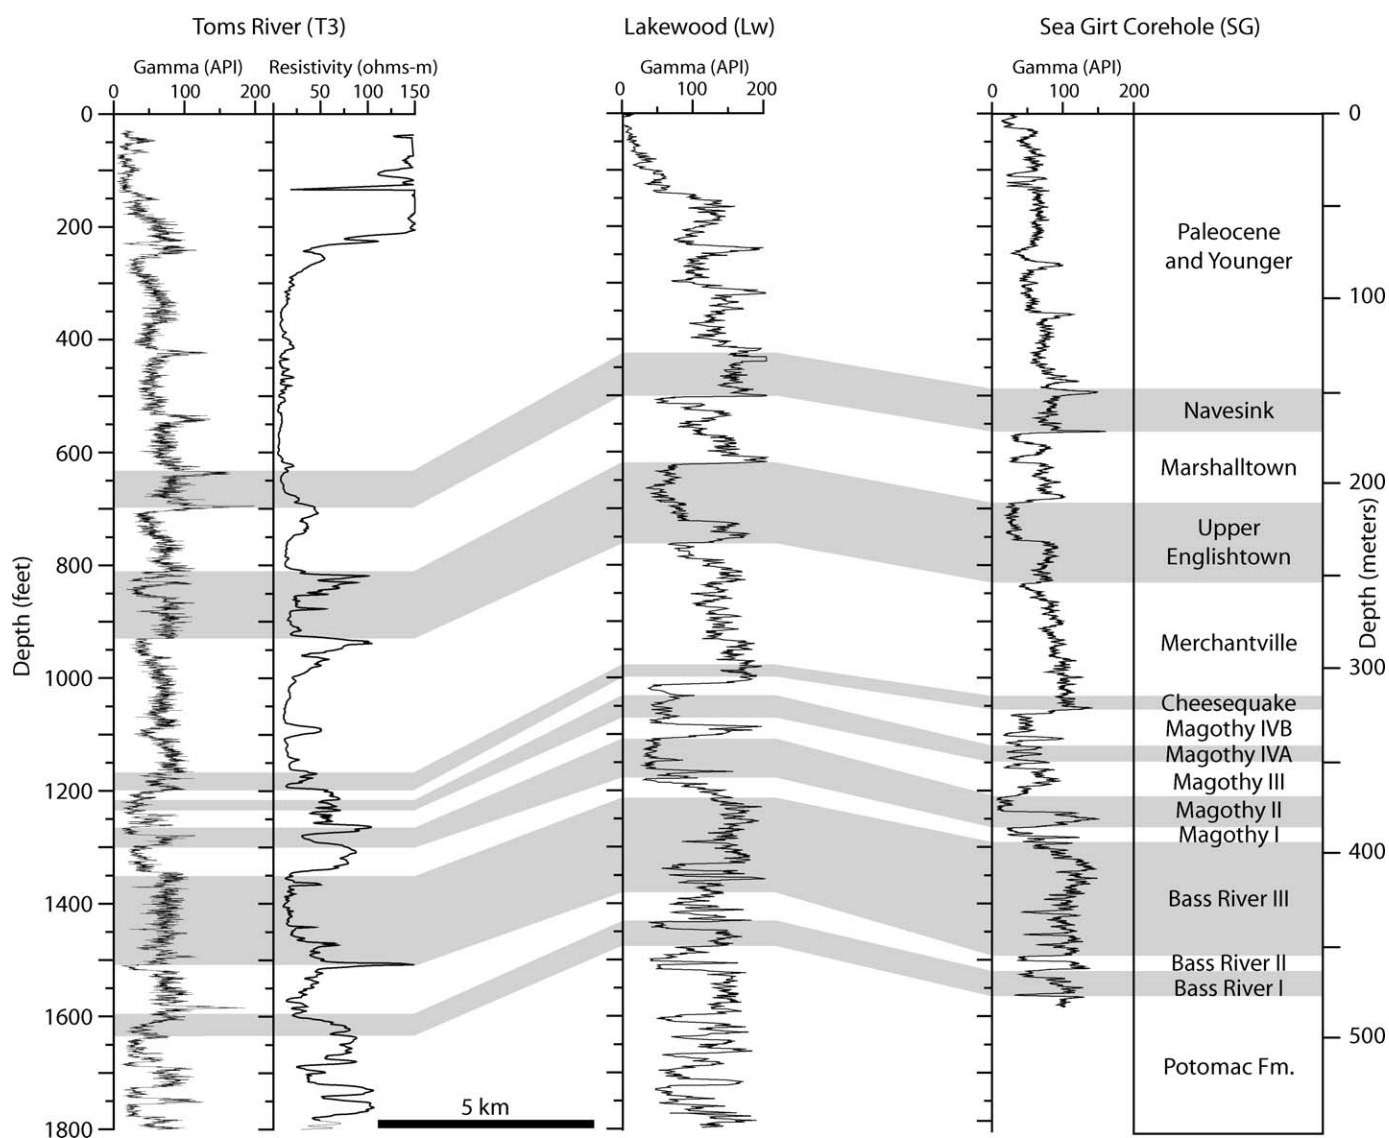 Toms River (T3)
Lakewood (Lw)
Sea Girt Corehole (SG)
Gamma (API)
Resistivity (ohms-m)
Gamma (API)
Gamma (API)
0 100 200
50 100 150
0 100 200
0 100 200
0
200
400
600
800
1000
1200
1400
1600
1800
Depth (feet)
Paleocene
and Younger
Navesink
Marshalltown
Upper
Englishtown
Merchantville
Cheesequake
Magothy IVB
Magothy IVA
Magothy III
Magothy II
Magothy I
Bass River III
Bass River II
Bass River I
Potomac Fm.
0
100
200
300
400
500
Depth (meters)
5 km